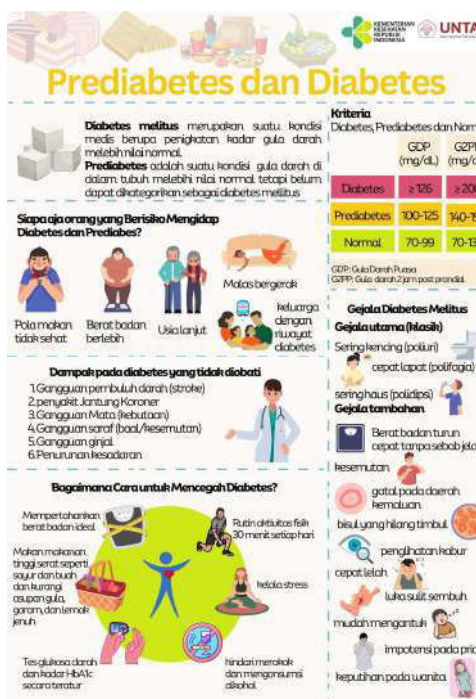 KEMENTERIAN
KESEHATAN
REPUBLIK
INDONESIA
UNTA
Prediabetes dan Diabetes
Diabetes melitus merupakan suatu kondisi
medis berupa penigkatan kadar gula darah
melebihi nilai normal.
Prediabetes adalah suatu kondisi gula darah di
dalam tubuh melebihi nilai normal tetapi belum
dapat dikategorikan sebagai diabetes mellitus
Siapa aja orang yang Berisiko Mengidap
Diabetes dan Prediabes?
Pola makan
tidak sehat
Berat badan
berlebih
Usia lanjut
Malas bergerak
keluarga
dengan
riwayat
diabetes
Dampak pada diabetes yang tidak diobati
1.Gangguan pembuluh darah (stroke)
2.penyakit Jantung Koroner
3.Gangguan Mata (kebutaan)
4.Gangguan saraf (baal/kesemutan)
5.Gangguan ginjal
6.Penurunan kesadaran
Bagaimana Cara untuk Mencegah Diabetes?
Mempertahankan
berat badan ideal
Rutin aktivitas fisik
30 menit setiap hari
Makan makanan
tinggi serat seperti
sayur dan buah
dan kurangi
asupan gula,
garam, dan lemak
jenuh
kelola stress
Tes glukosa darah
dan kadar HbA1c
secara teratur
hindari merokok
dan mengonsumsi
alkohol
Kriteria
Diabetes, Prediabetes dan Norm
GDP
(mg/dL)
G2PP
(mg/d
Diabetes ≥ 126 ≥ 200
Prediabetes 100-125 140-19
Normal 70-99 70-13
GDP: Gula Darah Puasa
G2PP: Gula darah 2 jam post prandial
Gejala Diabetes Melitus
Gejala utama (klasik)
Sering kencing (poliuri)
cepat lapat (polifagia)
sering haus (polidipsi)
Gejala tambahan
Berat badan turun
cepat tanpa sebab jela
kesemutan
gatal pada daerah
kemaluan
bisul yang hilang timbul
penglihatan kabur
cepat lelah
luka sulit sembuh
mudah mengantuk
impotensi pada pria
keputihan pada wanita